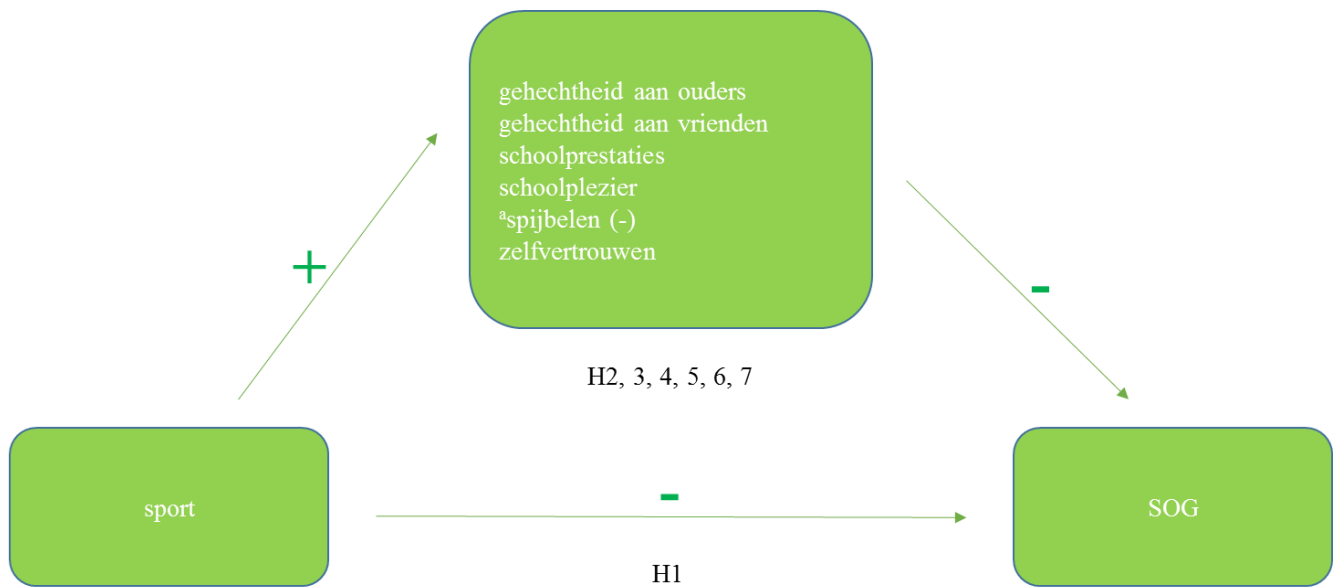 gehechtheid aan ouders
gehechtheid aan vrienden
schoolprestaties
schoolplezier
ᵃspijbelen (-)
zelfvertrouwen
+
-
H2, 3, 4, 5, 6, 7
sport
-
SOG
H1